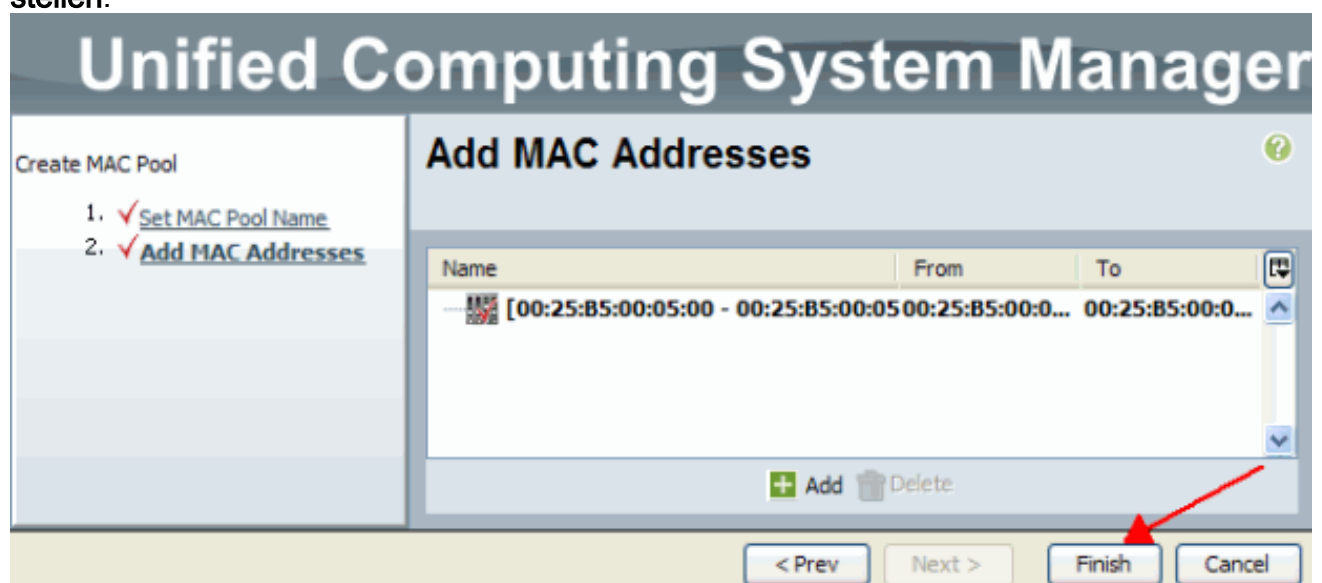 stellen.
Unified Computing System Manager
Create MAC Pool
1. Set MAC Pool Name
2. Add MAC Addresses
Add MAC Addresses
Name From To
[00:25:B5:00:05:00 - 00:25:B5:00:05 00:25:B5:00:0... 00:25:B5:00:0...
Add Delete
< Prev Next > Finish Cancel